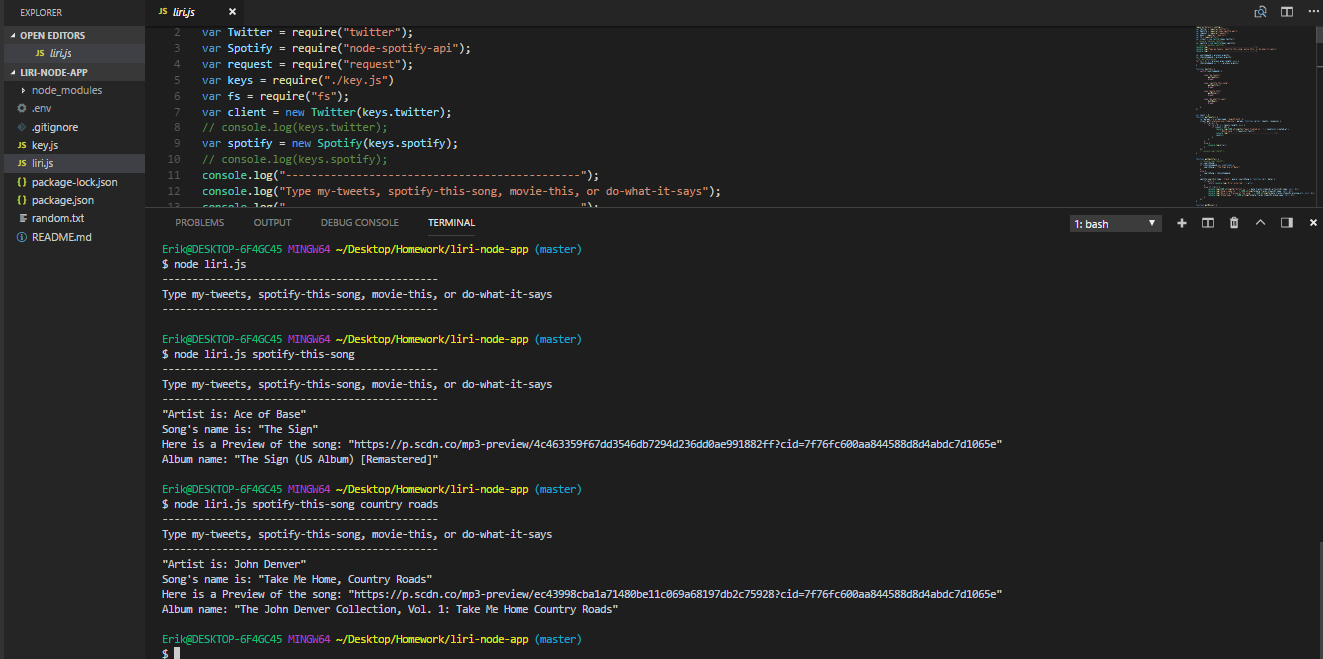 EXPLORER
OPEN EDITORS
JS liri.js
LIRI-NODE-APP
node_modules
.env
.gitignore
JS key.js
JS liri.js
{} package-lock.json
{} package.json
random.txt
README.md
JS liri.js
2 var Twitter = require("twitter");
3 var Spotify = require("node-spotify-api");
4 var request = require("request");
5 var keys = require("./key.js")
6 var fs = require("fs");
7 var client = new Twitter(keys.twitter);
8 // console.log(keys.twitter);
9 var spotify = new Spotify(keys.spotify);
10 // console.log(keys.spotify);
11 console.log("-------------------------------------------------");
12 console.log("Type my-tweets, spotify-this-song, movie-this, or do-what-it-says");
13 console.log("-------------------------------------------------");
PROBLEMS OUTPUT DEBUG CONSOLE TERMINAL 1: bash
Erik@DESKTOP-6F4GC45 MINGW64 ~/Desktop/Homework/liri-node-app (master)
$ node liri.js
----------------------------------------------
Type my-tweets, spotify-this-song, movie-this, or do-what-it-says
----------------------------------------------
Erik@DESKTOP-6F4GC45 MINGW64 ~/Desktop/Homework/liri-node-app (master)
$ node liri.js spotify-this-song
----------------------------------------------
Type my-tweets, spotify-this-song, movie-this, or do-what-it-says
----------------------------------------------
"Artist is: Ace of Base"
Song's name is: "The Sign"
Here is a Preview of the song: "https://p.scdn.co/mp3-preview/4c463359f67dd3546db7294d236dd0ae991882ff?cid=7f76fc600aa844588d8d4abdc7d1065e"
Album name: "The Sign (US Album) [Remastered]"
Erik@DESKTOP-6F4GC45 MINGW64 ~/Desktop/Homework/liri-node-app (master)
$ node liri.js spotify-this-song country roads
----------------------------------------------
Type my-tweets, spotify-this-song, movie-this, or do-what-it-says
----------------------------------------------
"Artist is: John Denver"
Song's name is: "Take Me Home, Country Roads"
Here is a Preview of the song: "https://p.scdn.co/mp3-preview/ec43998cba1a71480be11c069a68197db2c75928?cid=7f76fc600aa844588d8d4abdc7d1065e"
Album name: "The John Denver Collection, Vol. 1: Take Me Home Country Roads"
Erik@DESKTOP-6F4GC45 MINGW64 ~/Desktop/Homework/liri-node-app (master)
$